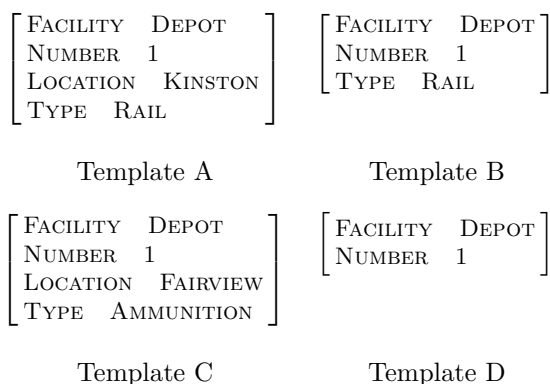 FACILITY DEPOT
NUMBER 1
LOCATION KINSTON
TYPE RAIL
Template A
FACILITY DEPOT
NUMBER 1
TYPE RAIL
Template B
FACILITY DEPOT
NUMBER 1
LOCATION FAIRVIEW
TYPE AMMUNITION
Template C
FACILITY DEPOT
NUMBER 1
Template D